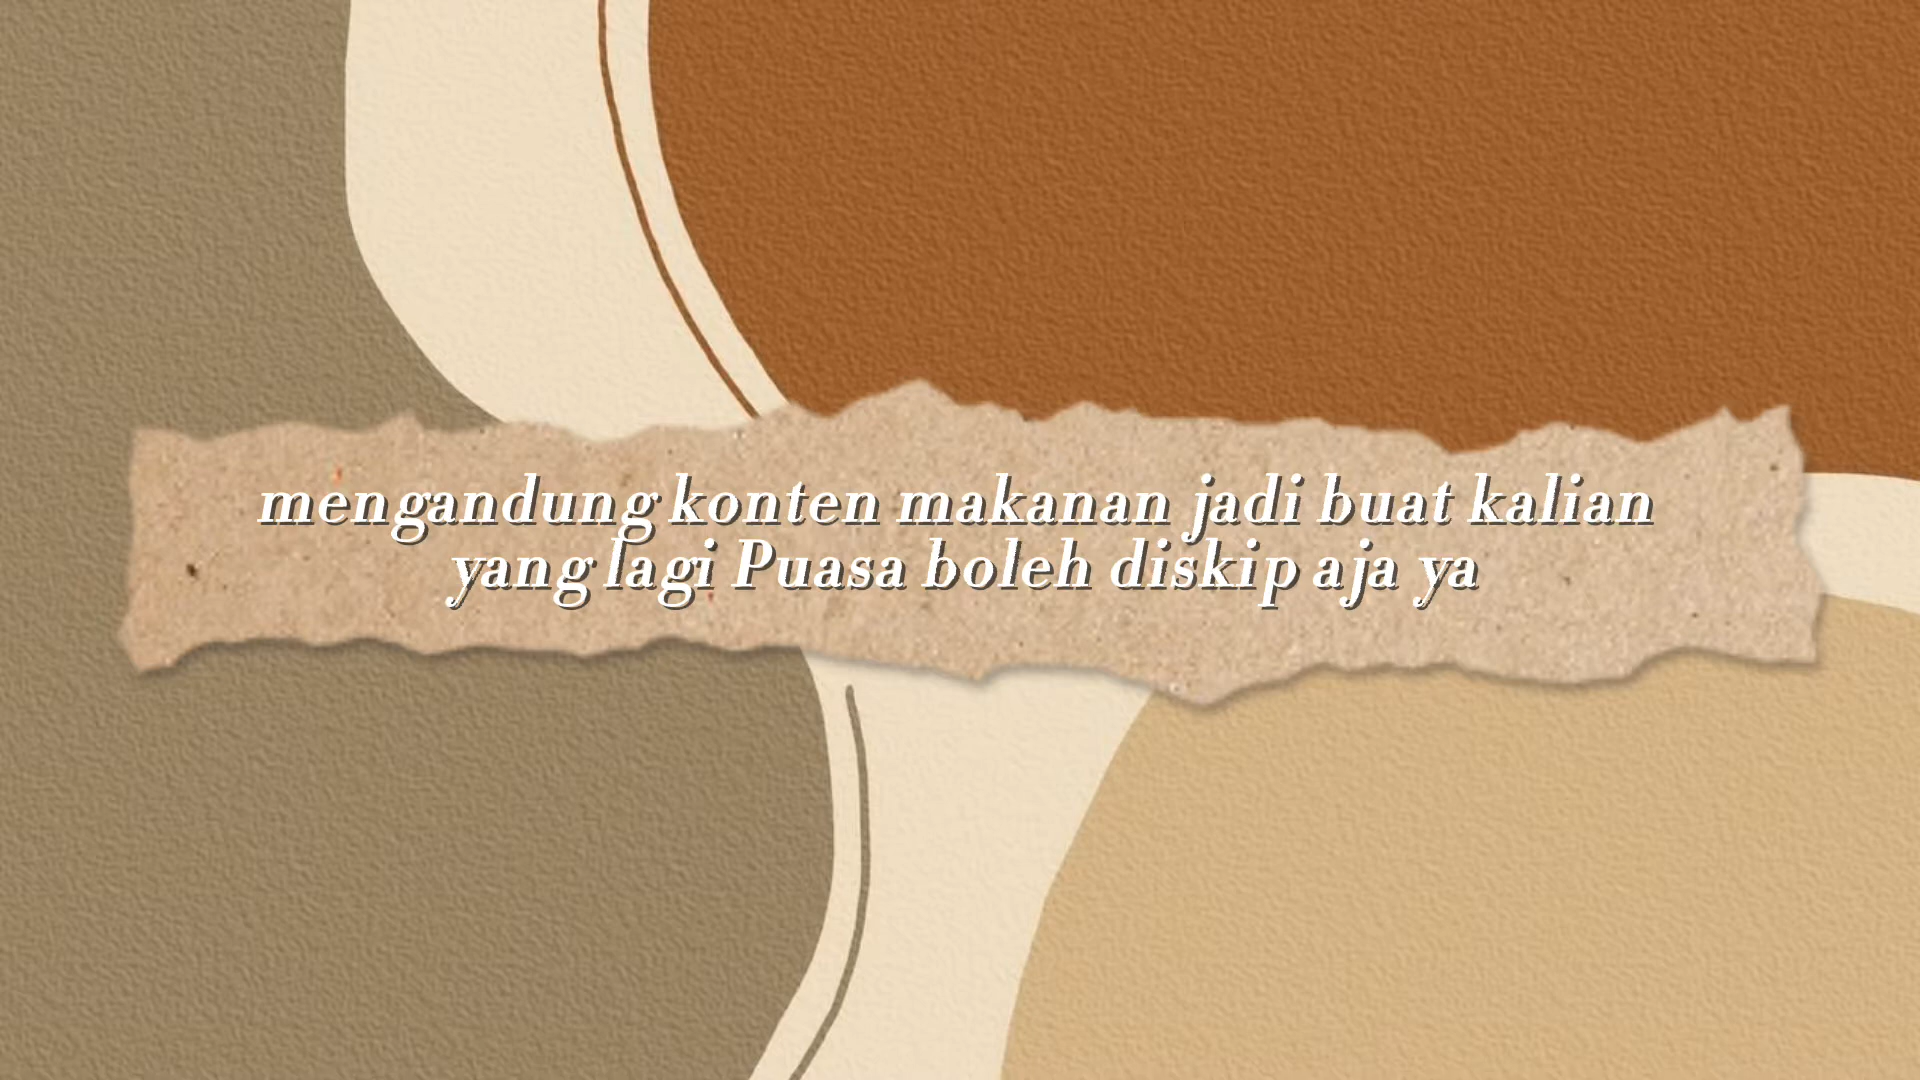 mengandung konten makanan jadi buat kalian
yang lagi Puasa boleh diskip aja ya